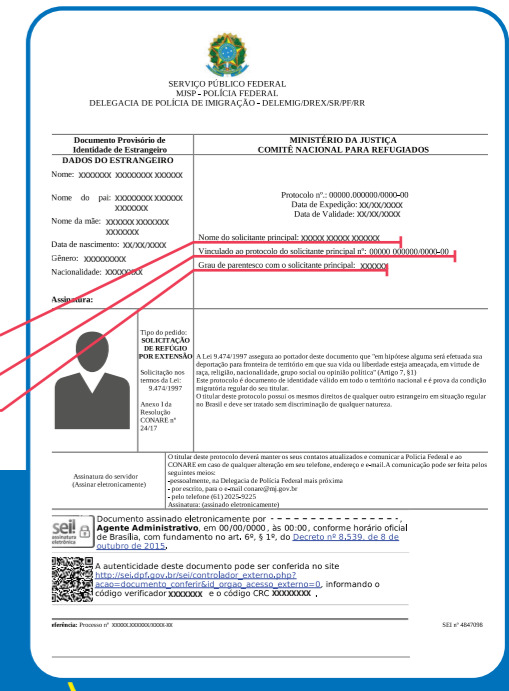 SERVIÇO PÚBLICO FEDERAL
MJSP - POLÍCIA FEDERAL
DELEGACIA DE POLÍCIA DE IMIGRAÇÃO - DELEMIG/DREX/SR/PF/RR
Documento Provisório de
Identidade de Estrangeiro
MINISTÉRIO DA JUSTIÇA
COMITÊ NACIONAL PARA REFUGIADOS
DADOS DO ESTRANGEIRO
Nome: XXXXXXX XXXXXXXX XXXXXX
Nome do pai: XXXXXXXX XXXXXX
XXXXXXX
Nome da mãe: XXXXXX XXXXXXX
XXXXXXX
Data de nascimento: XX/XX/XXXX
Gênero: XXXXXXXXX
Nacionalidade: XXXXXXXX
Assinatura:
Protocolo nº.: 00000.000000/0000-00
Data de Expedição: XX/XX/XXXX
Data de Validade: XX/XX/XXXX
Nome do solicitante principal: XXXXX XXXXX XXXXXX
Vinculado ao protocolo do solicitante principal nº: 00000 000000/0000-00
Grau de parentesco com o solicitante principal: XXXXXX
Tipo do pedido:
SOLICITAÇÃO
DE REFÚGIO
POR EXTENSÃO
Solicitação nos
termos da Lei:
9.474/1997
Anexo I da
Resolução
CONARE nº
24/17
A Lei 9.474/1997 assegura ao portador deste documento que "em hipótese alguma será efetuada sua
deportação para fronteira de território em que sua vida ou liberdade esteja ameaçada, em virtude de
raça, religião, nacionalidade, grupo social ou opinião política" (Artigo 7, §1)
Este protocolo é documento de identidade válido em todo o território nacional e é prova da condição
migratória regular do seu titular.
O titular deste protocolo possui os mesmos direitos de qualquer outro estrangeiro em situação regular
no Brasil e deve ser tratado sem discriminação de qualquer natureza.
Assinatura do servidor
(Assinar eletronicamente)
O titular deste protocolo deverá manter os seus contatos atualizados e comunicar a Polícia Federal e ao
CONARE em caso de qualquer alteração em seu telefone, endereço e e-mail. A comunicação pode ser feita pelos
seguintes meios:
-pessoalmente, na Delegacia de Polícia Federal mais próxima
- por escrito, para o e-mail conare@mj.gov.br
- pelo telefone (61) 2025-9225
Assinatura: (assinado eletronicamente)
sei!
assinatura
eletrônica
Documento assinado eletronicamente por - - - - - - - - - - - - - - - - ,
Agente Administrativo, em 00/00/0000, às 00:00, conforme horário oficial
de Brasília, com fundamento no art. 6º, § 1º, do Decreto nº 8.539, de 8 de
outubro de 2015.
A autenticidade deste documento pode ser conferida no site
http://sei.dpf.gov.br/sei/controlador_externo.php?
acao=documento_conferir&id_orgao_acesso_externo=0, informando o
código verificador XXXXXXX e o código CRC XXXXXXXX .
eferência: Processo nº XXXXX.XXXXXX/XXXX-XX
SEI nº 4847098